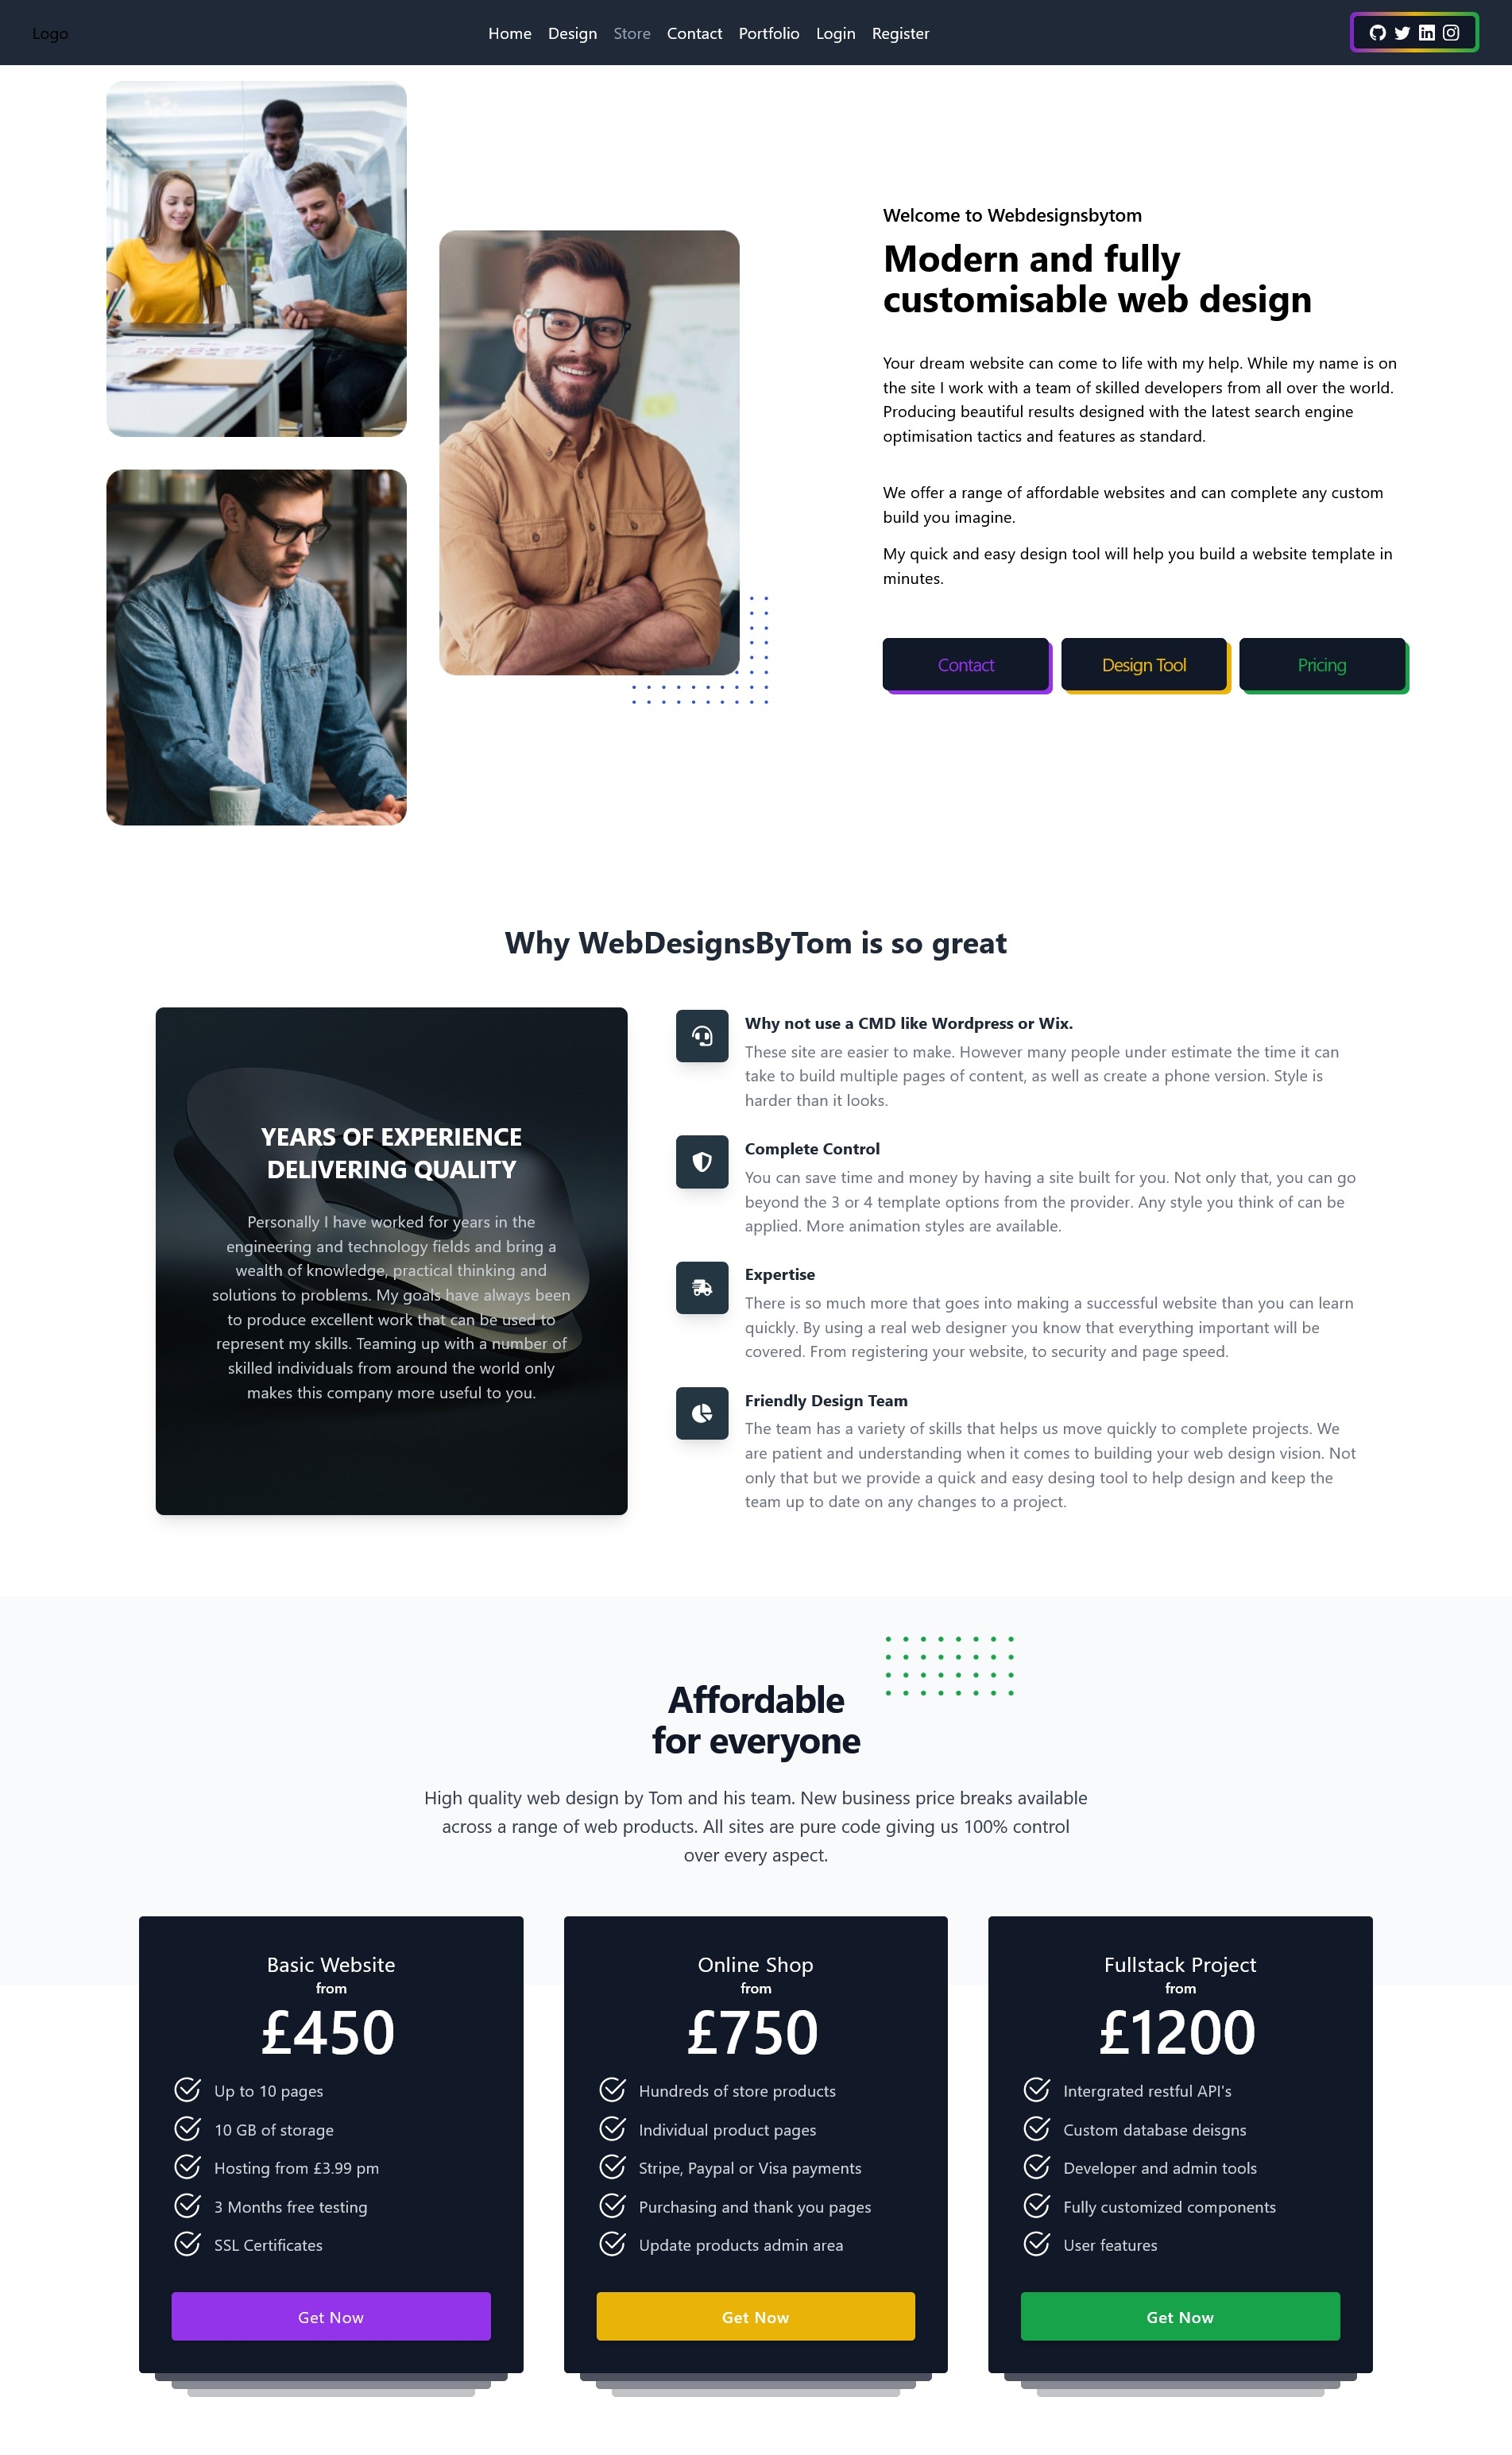 Logo
Home Design Store Contact Portfolio Login Register
Welcome to Webdesignsbytom
Modern and fully
customisable web design
Your dream website can come to life with my help. While my name is on
the site I work with a team of skilled developers from all over the world.
Producing beautiful results designed with the latest search engine
optimisation tactics and features as standard.
We offer a range of affordable websites and can complete any custom
build you imagine.
My quick and easy design tool will help you build a website template in
minutes.
Contact Design Tool Pricing
Why WebDesignsByTom is so great
YEARS OF EXPERIENCE
DELIVERING QUALITY
Personally I have worked for years in the
engineering and technology fields and bring a
wealth of knowledge, practical thinking and
solutions to problems. My goals have always been
to produce excellent work that can be used to
represent my skills. Teaming up with a number of
skilled individuals from around the world only
makes this company more useful to you.
Why not use a CMD like Wordpress or Wix.
These site are easier to make. However many people under estimate the time it can
take to build multiple pages of content, as well as create a phone version. Style is
harder than it looks.
Complete Control
You can save time and money by having a site built for you. Not only that, you can go
beyond the 3 or 4 template options from the provider. Any style you think of can be
applied. More animation styles are available.
Expertise
There is so much more that goes into making a successful website than you can learn
quickly. By using a real web designer you know that everything important will be
covered. From registering your website, to security and page speed.
Friendly Design Team
The team has a variety of skills that helps us move quickly to complete projects. We
are patient and understanding when it comes to building your web design vision. Not
only that but we provide a quick and easy desing tool to help design and keep the
team up to date on any changes to a project.
Affordable
for everyone
High quality web design by Tom and his team. New business price breaks available
across a range of web products. All sites are pure code giving us 100% control
over every aspect.
Basic Website
from
£450
Up to 10 pages
10 GB of storage
Hosting from £3.99 pm
3 Months free testing
SSL Certificates
Get Now
Online Shop
from
£750
Hundreds of store products
Individual product pages
Stripe, Paypal or Visa payments
Purchasing and thank you pages
Update products admin area
Get Now
Fullstack Project
from
£1200
Intergrated restful API's
Custom database deisgns
Developer and admin tools
Fully customized components
User features
Get Now